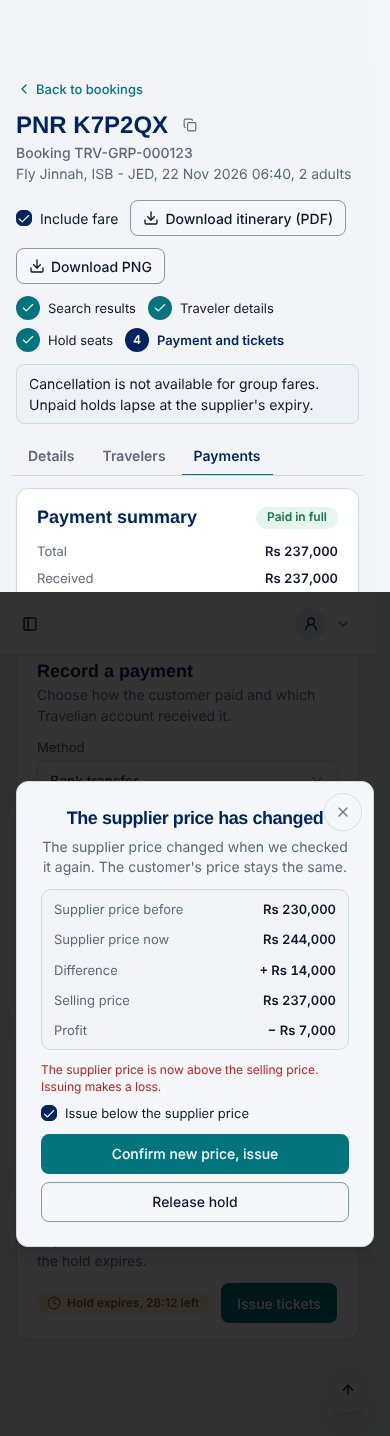 Back to bookings
PNR K7P2QX
Booking TRV-GRP-000123
Fly Jinnah, ISB - JED, 22 Nov 2026 06:40, 2 adults
Include fare
Download itinerary (PDF)
Download PNG
Search results
Traveler details
Hold seats
4 Payment and tickets
Cancellation is not available for group fares.
Unpaid holds lapse at the supplier's expiry.
Details Travelers Payments
Payment summary
Paid in full
Total Rs 237,000
Received Rs 237,000
Record a payment
Choose how the customer paid and which
Travelian account received it.
Method
Bank transfer
The supplier price has changed
The supplier price changed when we checked
it again. The customer's price stays the same.
Supplier price before Rs 230,000
Supplier price now Rs 244,000
Difference + Rs 14,000
Selling price Rs 237,000
Profit − Rs 7,000
The supplier price is now above the selling price.
Issuing makes a loss.
Issue below the supplier price
Confirm new price, issue
Release hold
the hold expires.
Hold expires, 28:12 left
Issue tickets